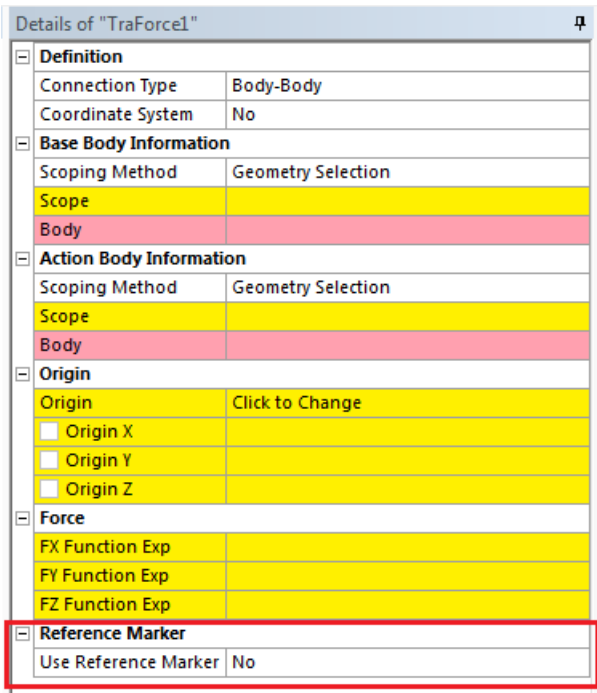 Details of "TraForce1"
Definition
Connection Type Body-Body
Coordinate System No
Base Body Information
Scoping Method Geometry Selection
Scope
Body
Action Body Information
Scoping Method Geometry Selection
Scope
Body
Origin
Origin Click to Change
Origin X
Origin Y
Origin Z
Force
FX Function Exp
FY Function Exp
FZ Function Exp
Reference Marker
Use Reference Marker No